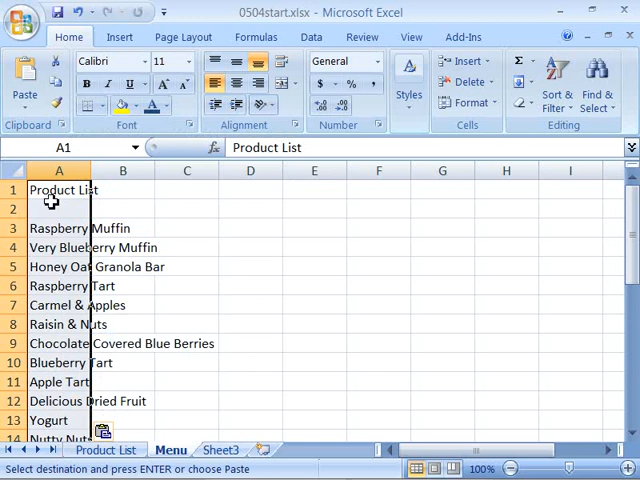 0504start.xlsx - Microsoft Excel
Home Insert Page Layout Formulas Data Review View Add-Ins
Calibri 11 General Insert
Paste B I U Styles Delete Sort & Filter Find & Select
Format
Clipboard Font Alignment Number Cells Editing
A1 fx Product List
A B C D E F G H I
1 Product List
2
3 Raspberry Muffin
4 Very Blueberry Muffin
5 Honey Oat Granola Bar
6 Raspberry Tart
7 Carmel & Apples
8 Raisin & Nuts
9 Chocolate Covered Blue Berries
10 Blueberry Tart
11 Apple Tart
12 Delicious Dried Fruit
13 Yogurt
14 Nutty Nuts
Product List Menu Sheet3
Select destination and press ENTER or choose Paste 100%